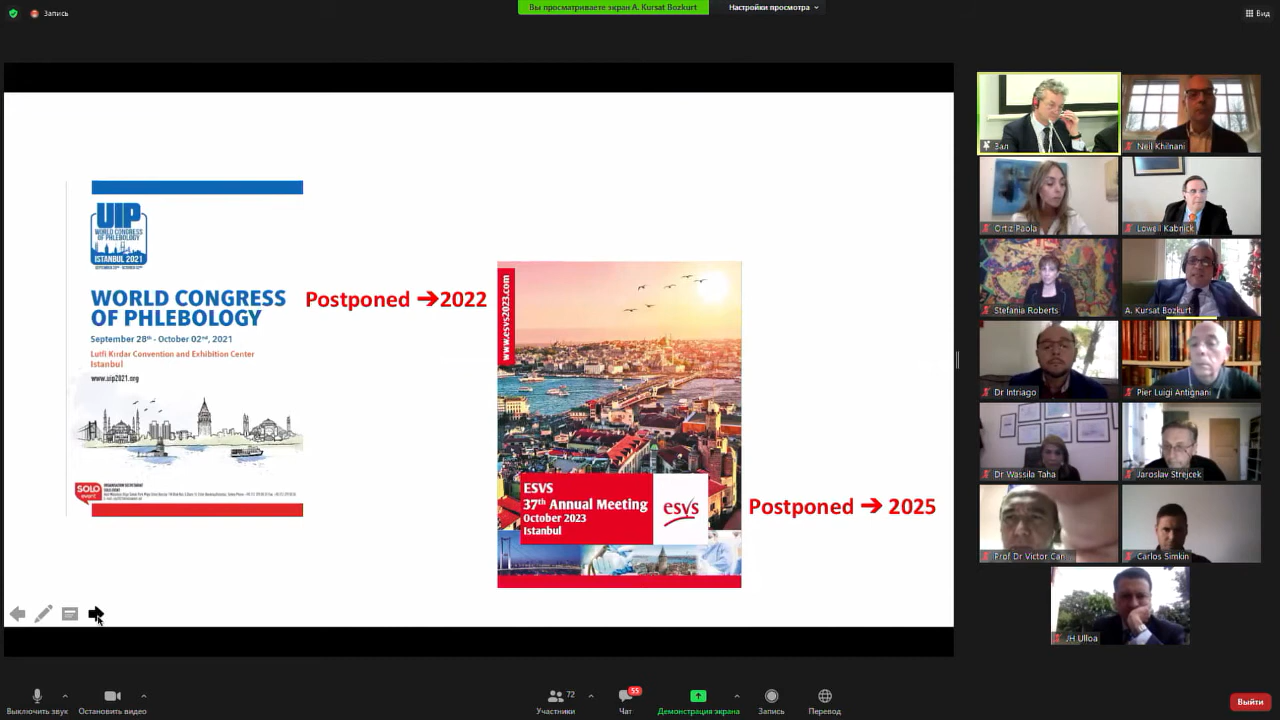 Запись
Вы просматриваете экран A. Kursat Bozkurt
Настройки просмотра
Вид
UIP
WORLD CONGRESS
OF PHLEBOLOGY
ISTANBUL 2021
WORLD CONGRESS
OF PHLEBOLOGY
September 28th - October 02nd, 2021
Lutfi Kırdar Convention and Exhibition Center
Istanbul
www.uip2021.org
SOLO
event
Postponed ➔2022
www.esvs2023.com
ESVS
37th Annual Meeting
October 2023
Istanbul
esvs
Postponed ➔ 2025
Зал
Neil Khilnani
Ortiz Paola
Lowell Kabnick
Stefania Roberts
A. Kursat Bozkurt
Dr Intriago
Pier Luigi Antignani
Dr Wassila Taha
Jaroslav Strejcek
Prof Dr Victor Can
Carlos Simkin
JH Ulloa
Выключить звук
Остановить видео
72
Участники
55
Чат
Демонстрация экрана
Запись
Перевод
Выйти